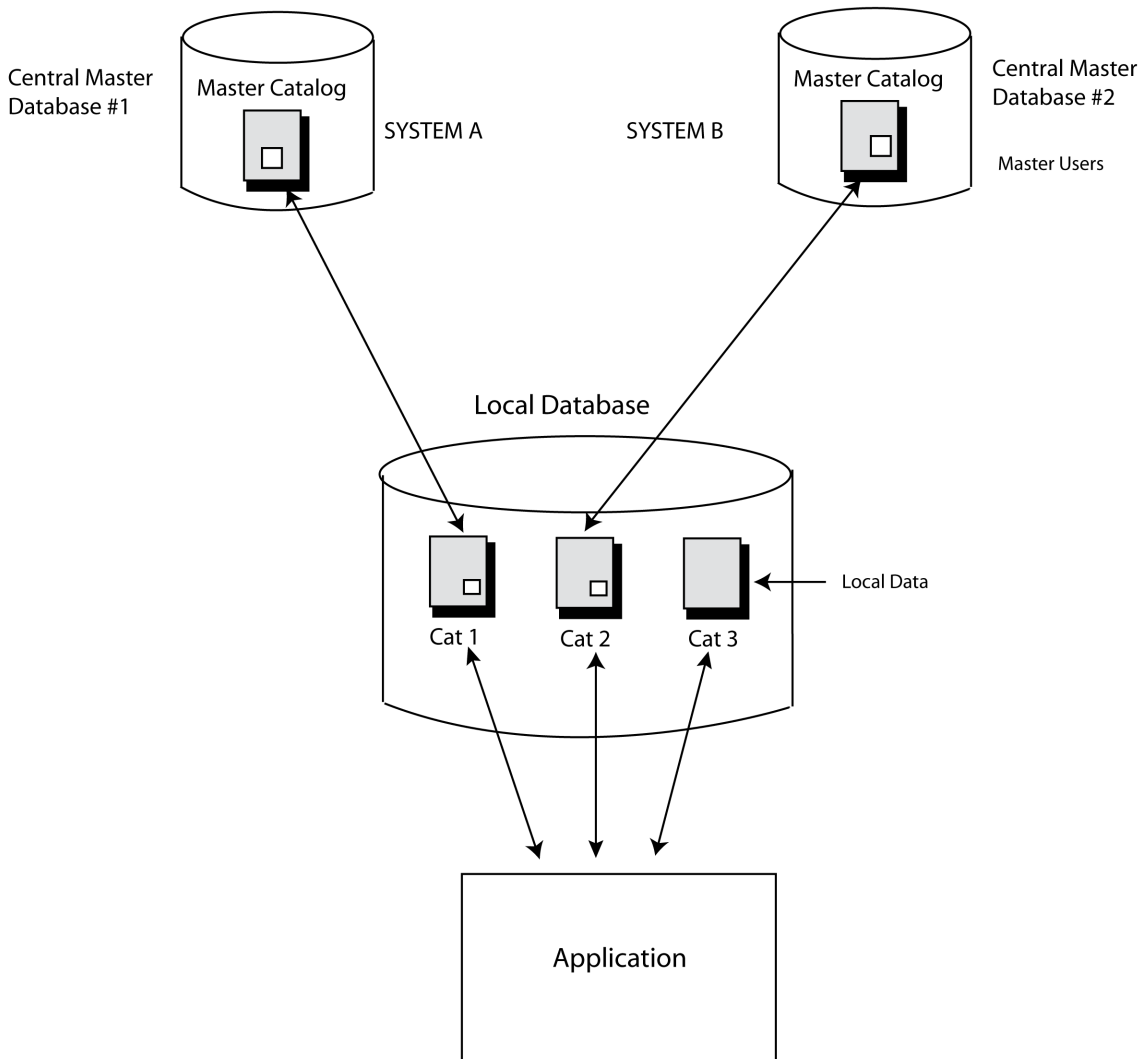 Central Master
Database #1
Master Catalog
SYSTEM A
SYSTEM B
Master Catalog
Central Master
Database #2
Master Users
Local Database
Cat 1
Cat 2
Cat 3
Local Data
Application